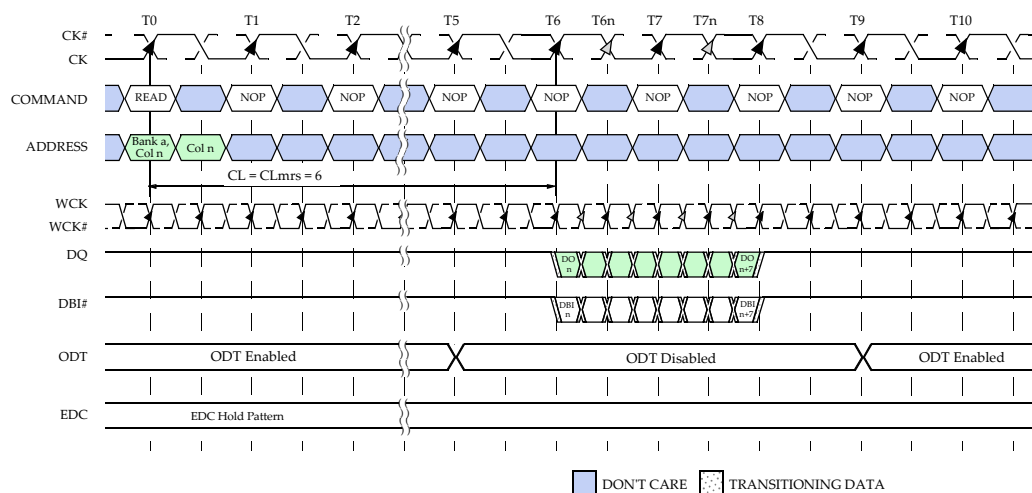 T0 T1 T2 T5 T6 T6n T7 T7n T8 T9 T10
CK#
CK
COMMAND READ NOP NOP NOP NOP NOP NOP NOP NOP
ADDRESS Bank a, Col n Col n
CL = CLmrs = 6
WCK
WCK#
DQ DO n DO n+7
DBI# DBI n DBI n+7
ODT ODT Enabled ODT Disabled ODT Enabled
EDC EDC Hold Pattern
DON'T CARE TRANSITIONING DATA